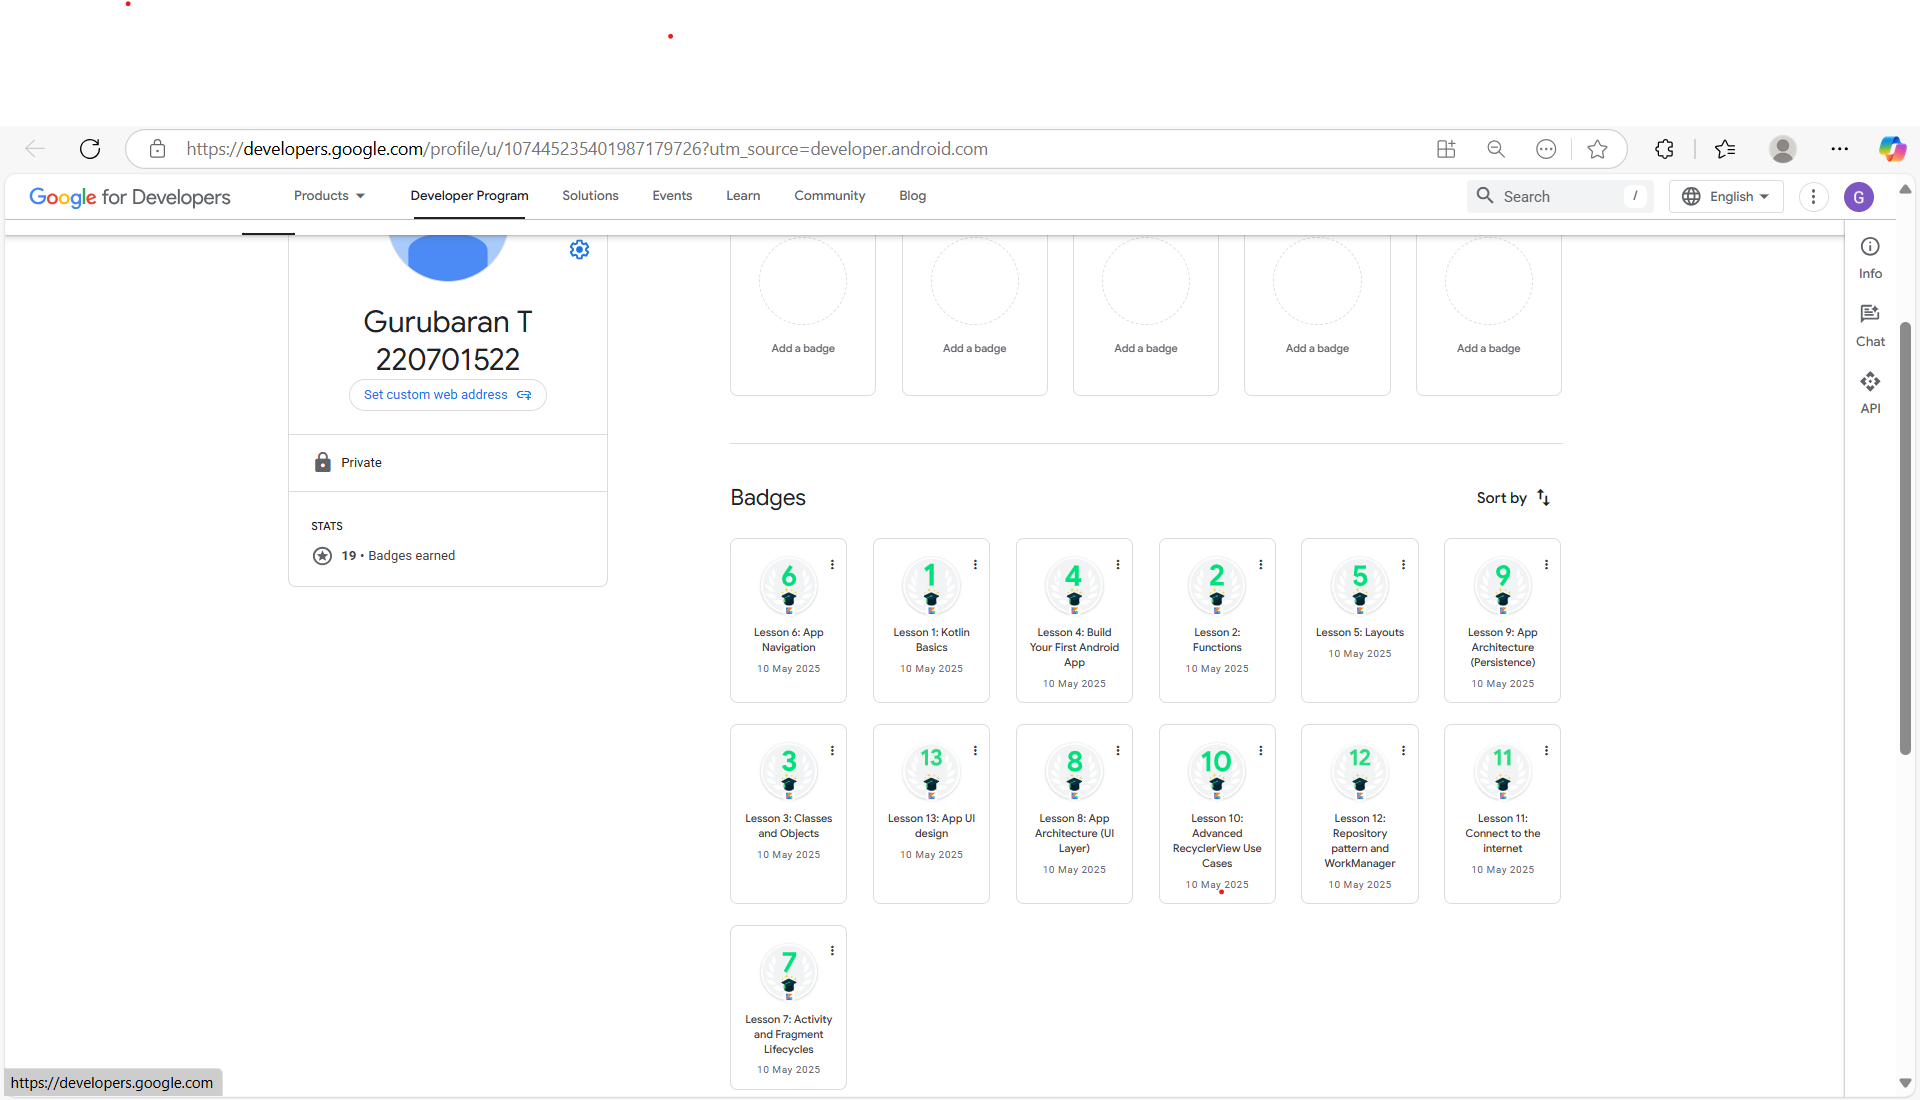 https://developers.google.com/profile/u/107445235401987179726?utm_source=developer.android.com
Google for Developers Products Developer Program Solutions Events Learn Community Blog Search / English G
Info
Chat
API
Gurubaran T
220701522
Set custom web address
Private
STATS
19 • Badges earned
Add a badge Add a badge Add a badge Add a badge Add a badge
Badges Sort by
6
Lesson 6: App
Navigation
10 May 2025
1
Lesson 1: Kotlin
Basics
10 May 2025
4
Lesson 4: Build
Your First Android
App
10 May 2025
2
Lesson 2:
Functions
10 May 2025
5
Lesson 5: Layouts
10 May 2025
9
Lesson 9: App
Architecture
(Persistence)
10 May 2025
3
Lesson 3: Classes
and Objects
10 May 2025
13
Lesson 13: App UI
design
10 May 2025
8
Lesson 8: App
Architecture (UI
Layer)
10 May 2025
10
Lesson 10:
Advanced
RecyclerView Use
Cases
10 May 2025
12
Lesson 12:
Repository
pattern and
WorkManager
10 May 2025
11
Lesson 11:
Connect to the
internet
10 May 2025
7
Lesson 7: Activity
and Fragment
Lifecycles
10 May 2025
https://developers.google.com